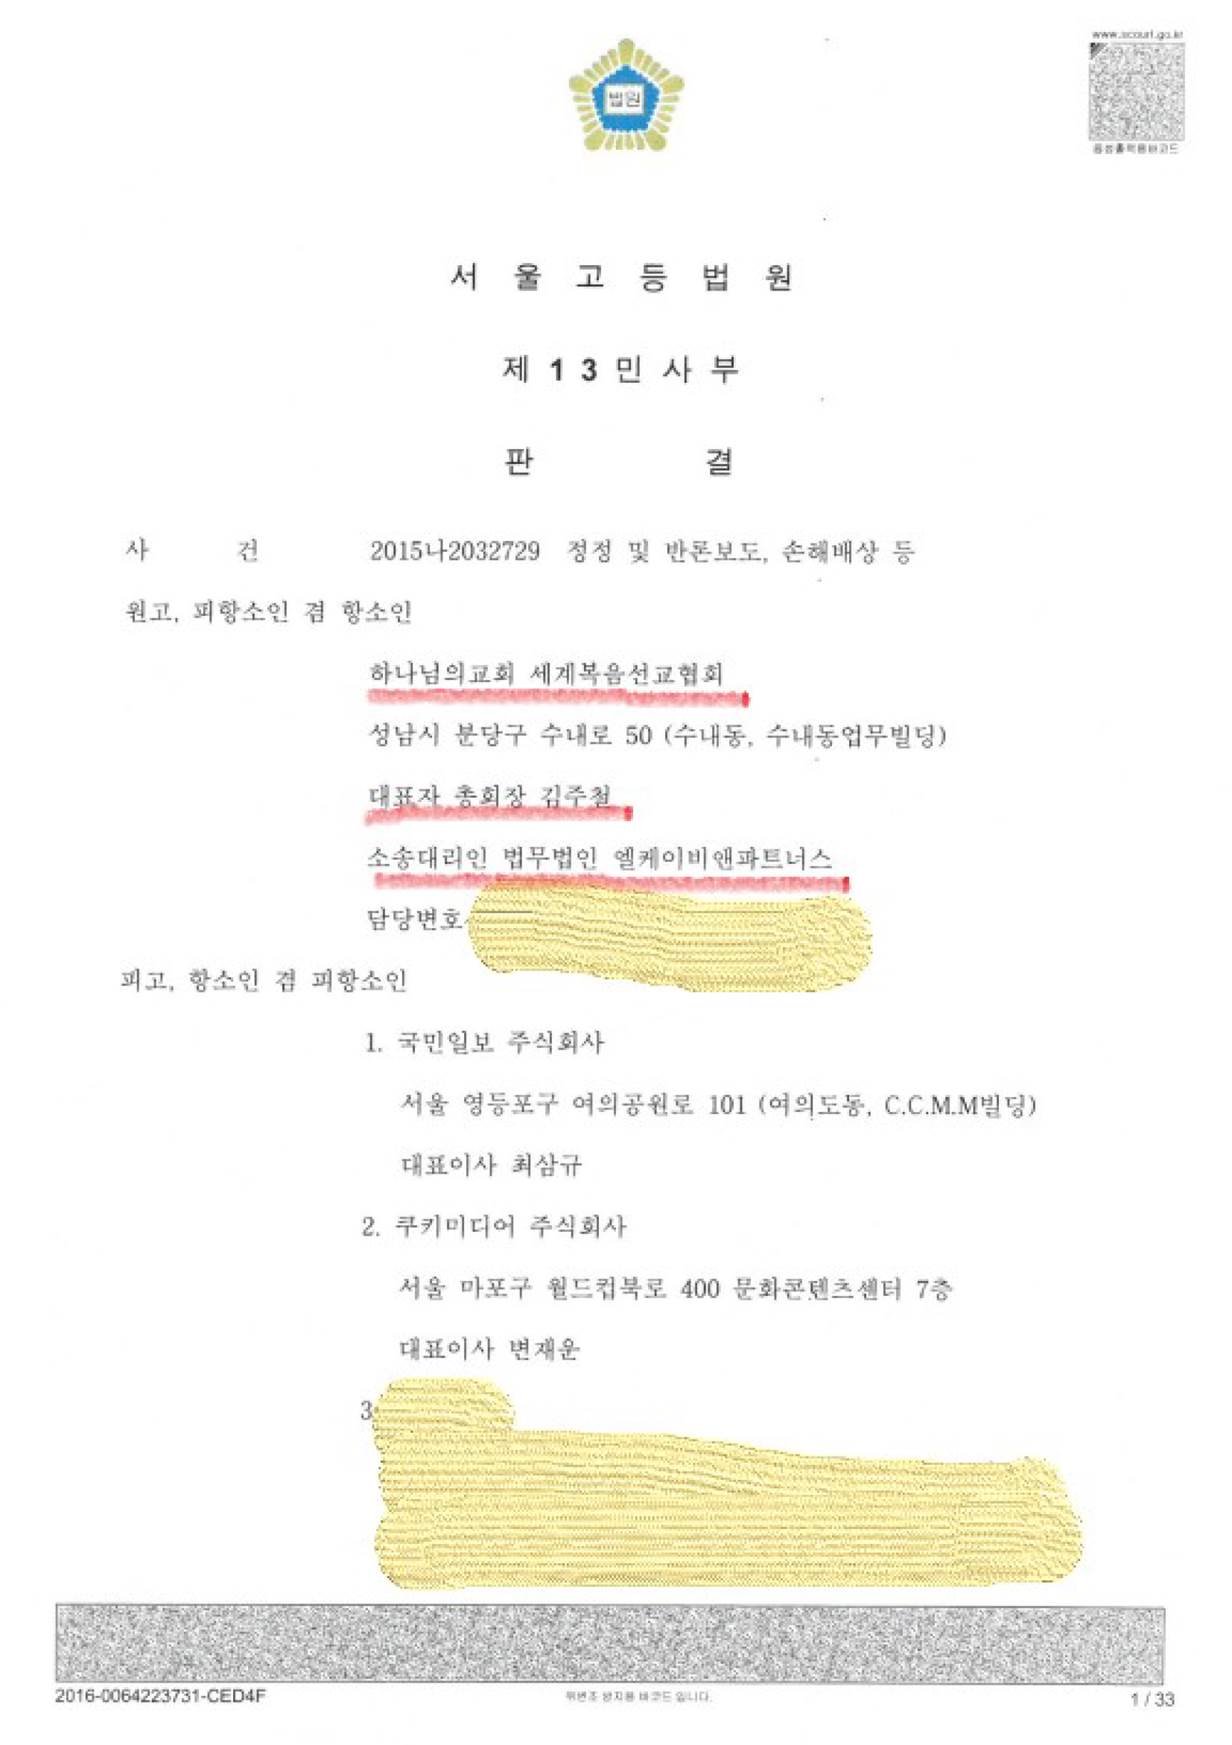 www.scourt.go.kr
법원
음성출력용바코드
서 울 고 등 법 원
제 1 3 민 사 부
판 결
사 건 2015나2032729 정정 및 반론보도, 손해배상 등
원고, 피항소인 겸 항소인
하나님의교회 세계복음선교협회
성남시 분당구 수내로 50 (수내동, 수내동업무빌딩)
대표자 총회장 김주철
소송대리인 법무법인 엘케이비앤파트너스
담당변호
피고, 항소인 겸 피항소인
1. 국민일보 주식회사
서울 영등포구 여의공원로 101 (여의도동, C.C.M.M빌딩)
대표이사 최삼규
2. 쿠키미디어 주식회사
서울 마포구 월드컵북로 400 문화콘텐츠센터 7층
대표이사 변재운
3
2016-0064223731-CED4F
위변조 방지용 바코드 입니다.
1 / 33